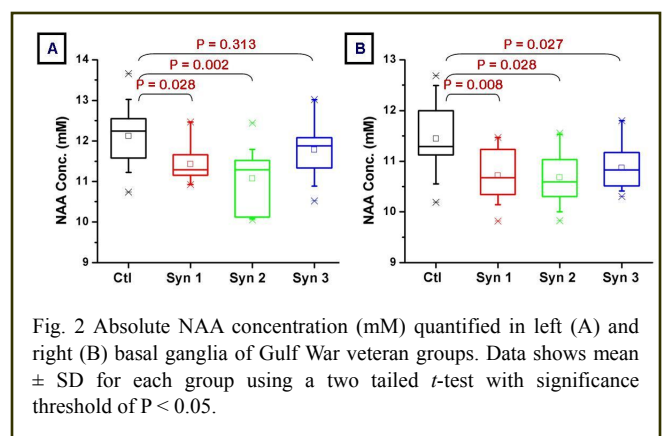 A
B
P = 0.313
P = 0.002
P = 0.028
P = 0.027
P = 0.028
P = 0.008
NAA Conc. (mM)
14
13
12
11
10
9
Ctl Syn 1 Syn 2 Syn 3
NAA Conc. (mM)
13
12
11
10
9
Ctl Syn 1 Syn 2 Syn 3
Fig. 2 Absolute NAA concentration (mM) quantified in left (A) and
right (B) basal ganglia of Gulf War veteran groups. Data shows mean
± SD for each group using a two tailed t-test with significance
threshold of P < 0.05.